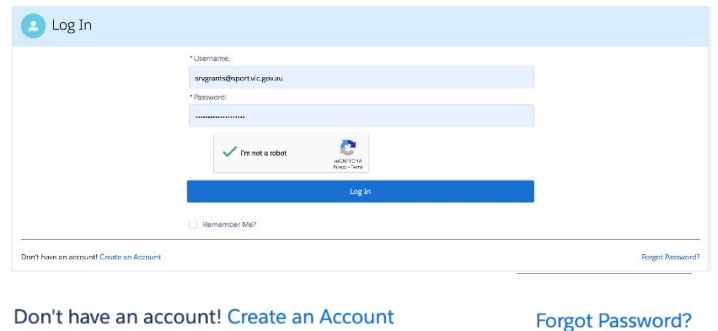 Log In
* Username:
srvgrants@sport.vic.gov.au
* Password:
••••••••••••••••••
I'm not a robot
reCAPTCHA
Privacy - Terms
Log In
Remember Me?
Don't have an account! Create an Account
Forgot Password?
Don't have an account! Create an Account
Forgot Password?